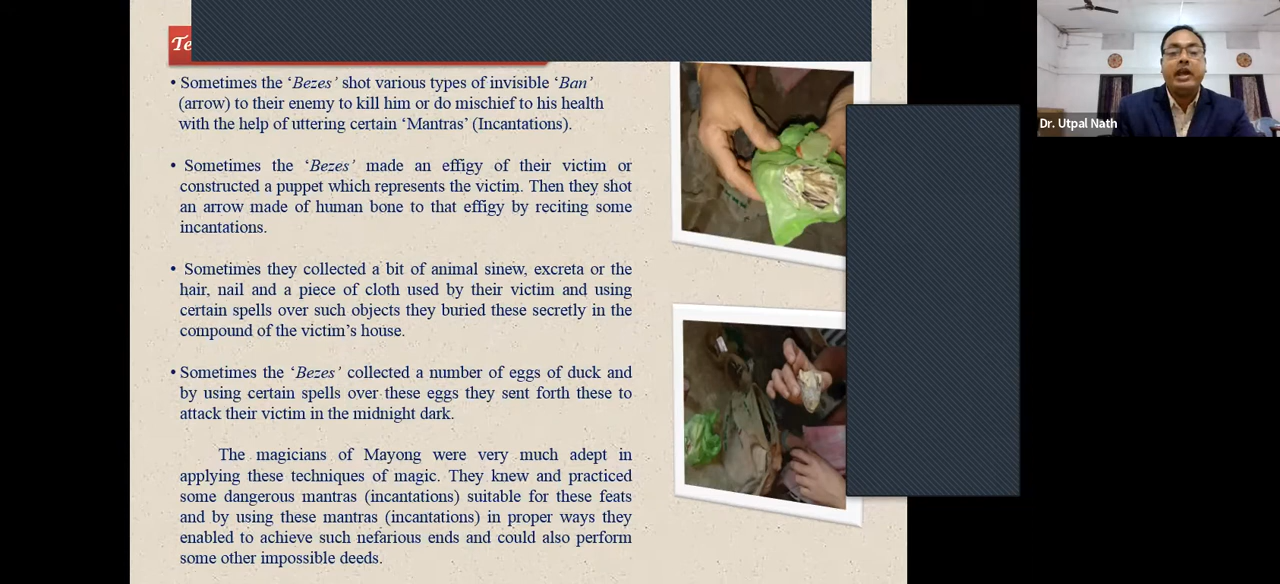 Te
• Sometimes the ‘Bezes’ shot various types of invisible ‘Ban’
(arrow) to their enemy to kill him or do mischief to his health
with the help of uttering certain ‘Mantras’ (Incantations).
• Sometimes the ‘Bezes’ made an effigy of their victim or
constructed a puppet which represents the victim. Then they shot
an arrow made of human bone to that effigy by reciting some
incantations.
• Sometimes they collected a bit of animal sinew, excreta or the
hair, nail and a piece of cloth used by their victim and using
certain spells over such objects they buried these secretly in the
compound of the victim’s house.
• Sometimes the ‘Bezes’ collected a number of eggs of duck and
by using certain spells over these eggs they sent forth these to
attack their victim in the midnight dark.
The magicians of Mayong were very much adept in
applying these techniques of magic. They knew and practiced
some dangerous mantras (incantations) suitable for these feats
and by using these mantras (incantations) in proper ways they
enabled to achieve such nefarious ends and could also perform
some other impossible deeds.
Dr. Utpal Nath